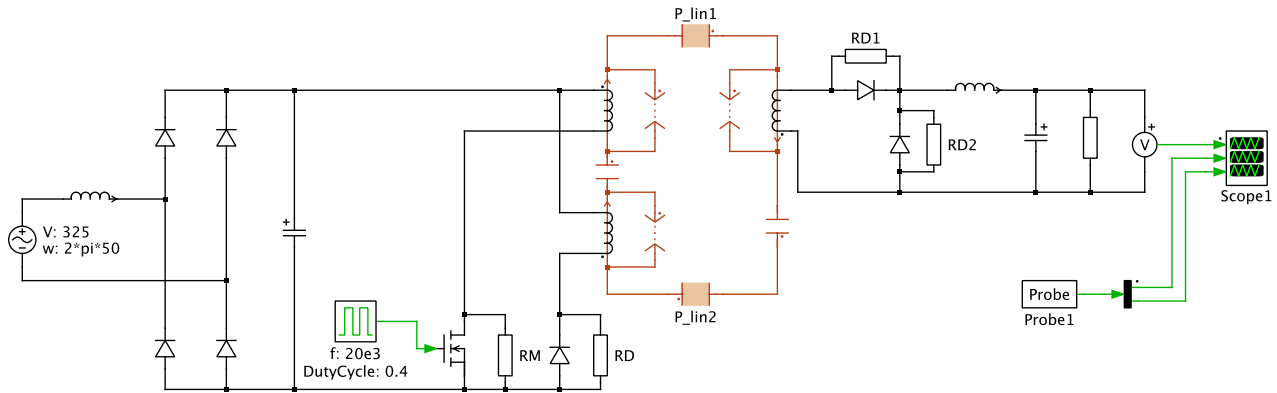 P_lin1
RD1
V: 325
w: 2*pi*50
RD2
V
Scope1
Probe
Probe1
P_lin2
f: 20e3
DutyCycle: 0.4
RM
RD